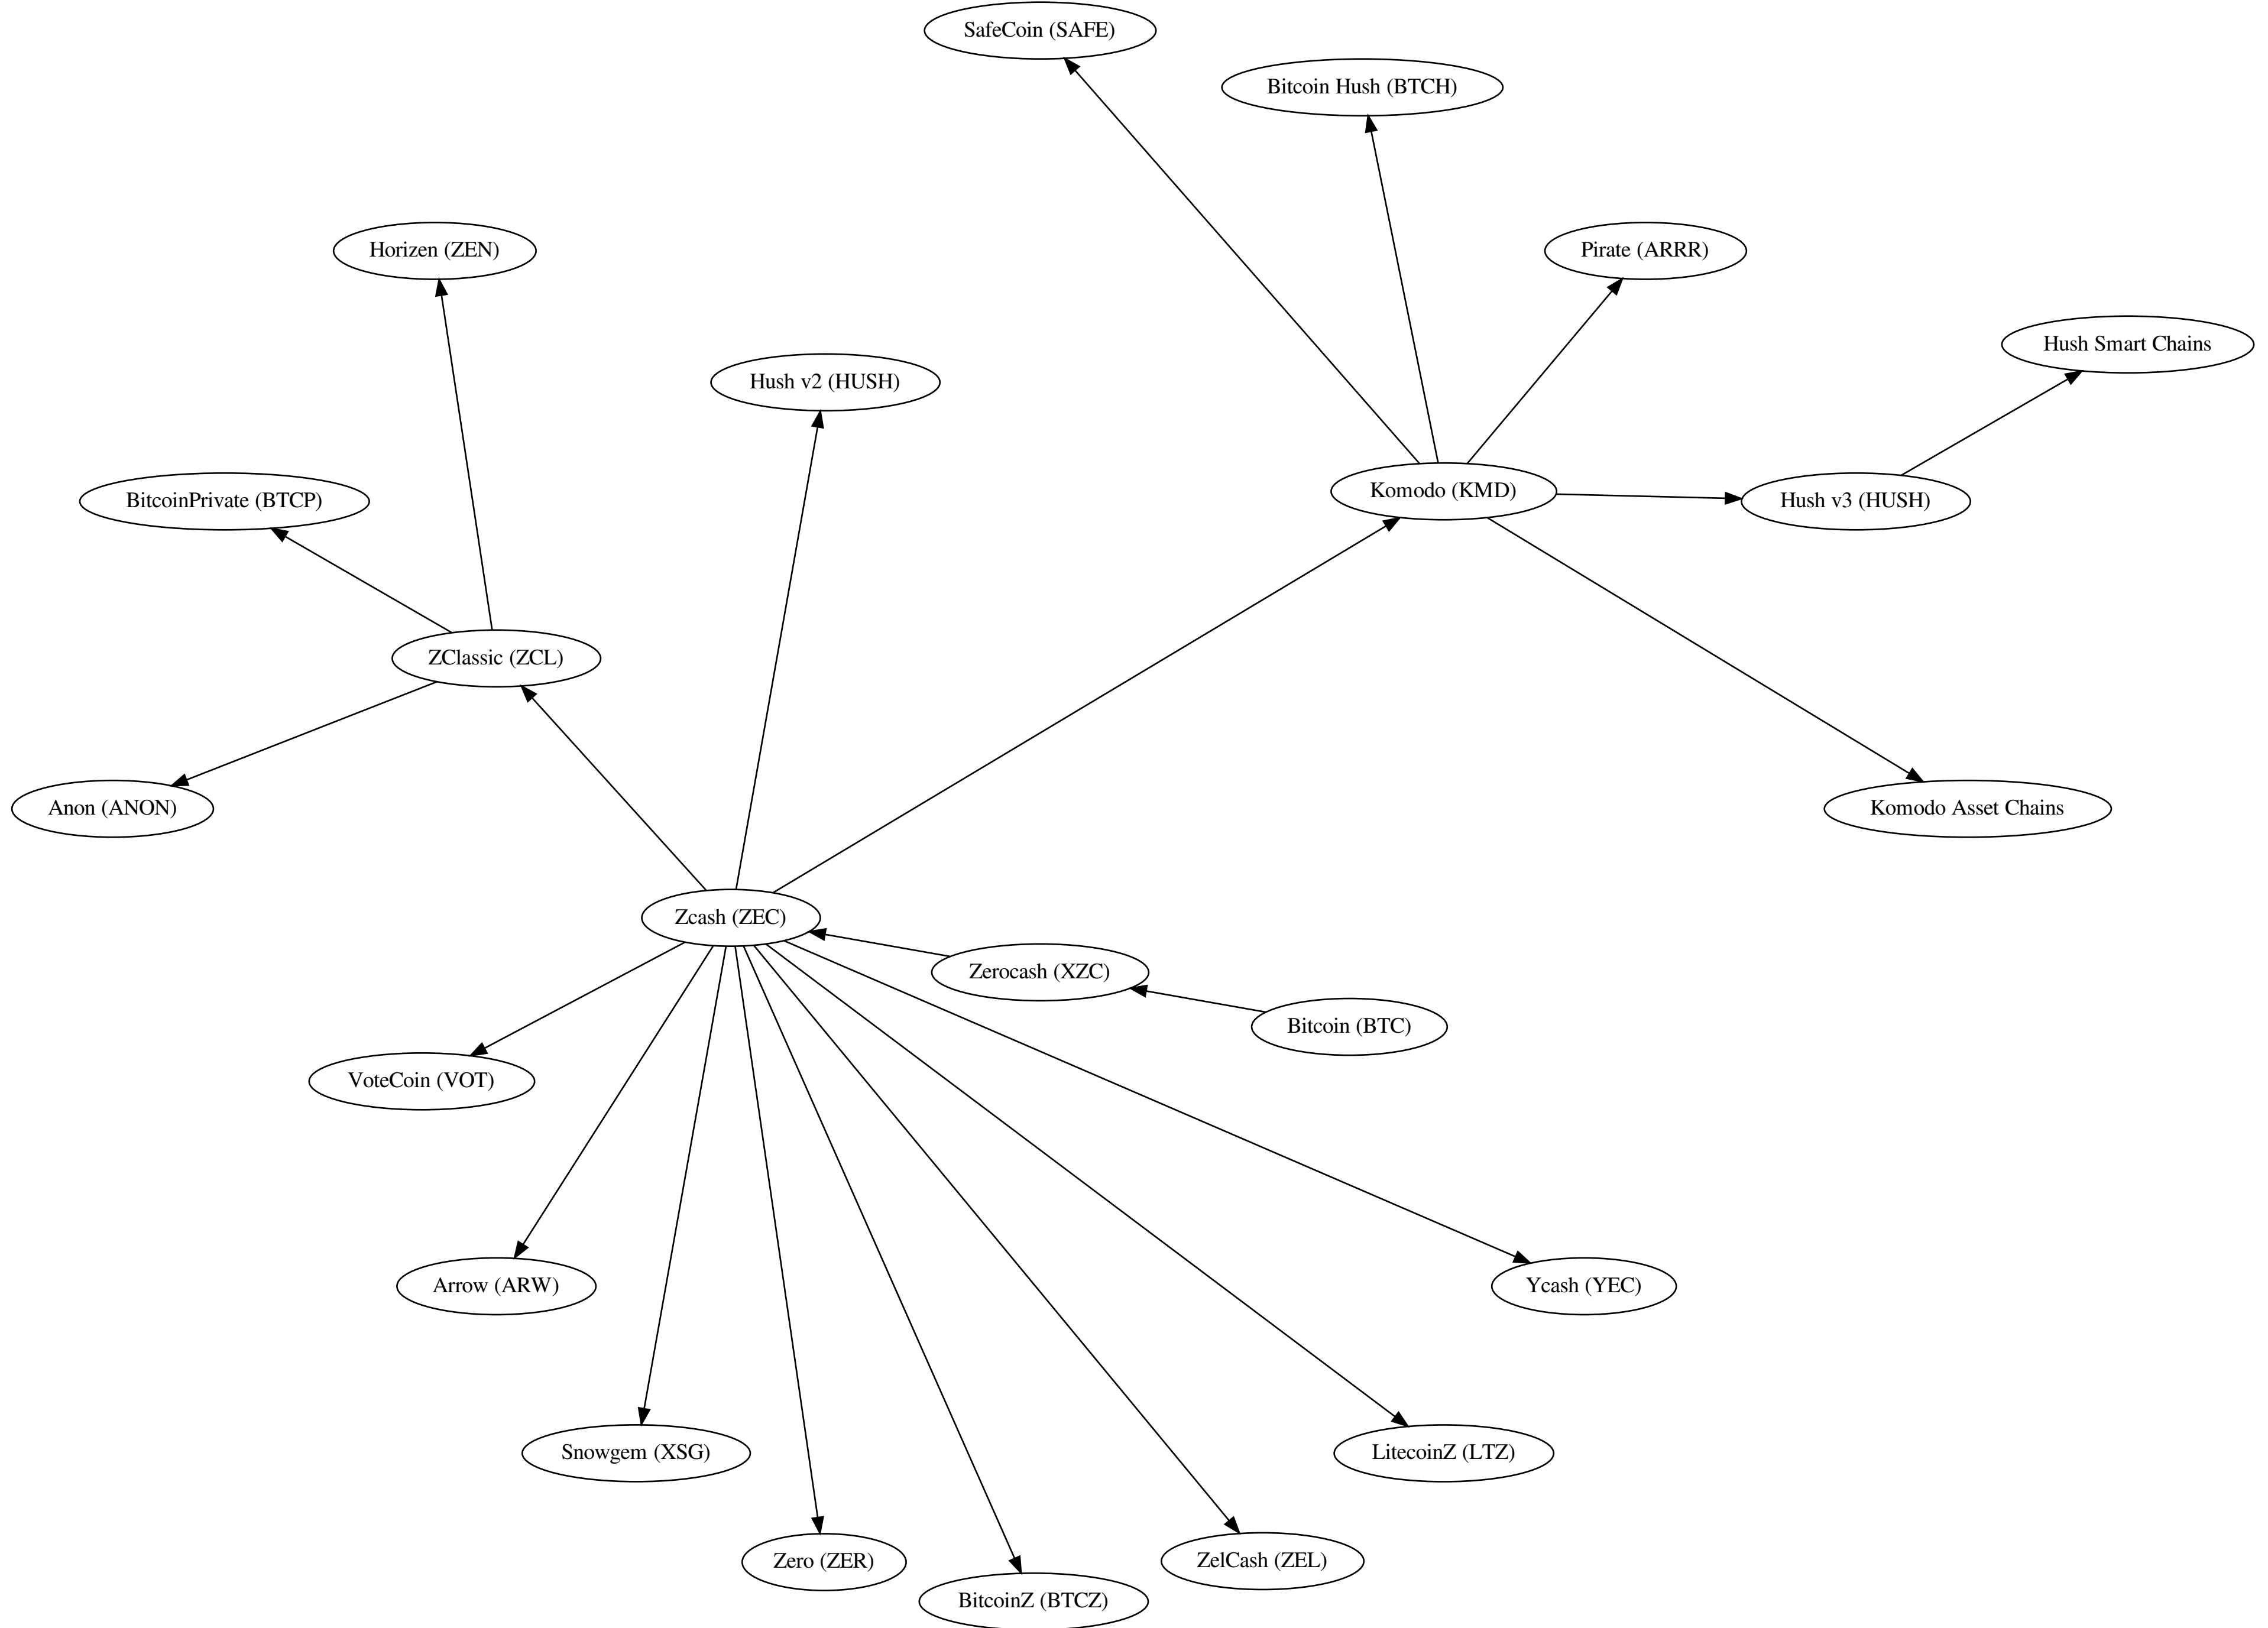 SafeCoin (SAFE)
Bitcoin Hush (BTCH)
Horizen (ZEN)
Pirate (ARRR)
Hush Smart Chains
Hush v2 (HUSH)
Komodo (KMD)
BitcoinPrivate (BTCP)
Hush v3 (HUSH)
ZClassic (ZCL)
Anon (ANON)
Komodo Asset Chains
Zcash (ZEC)
Zerocash (XZC)
Bitcoin (BTC)
VoteCoin (VOT)
Arrow (ARW)
Ycash (YEC)
Snowgem (XSG)
LitecoinZ (LTZ)
Zero (ZER)
ZelCash (ZEL)
BitcoinZ (BTCZ)